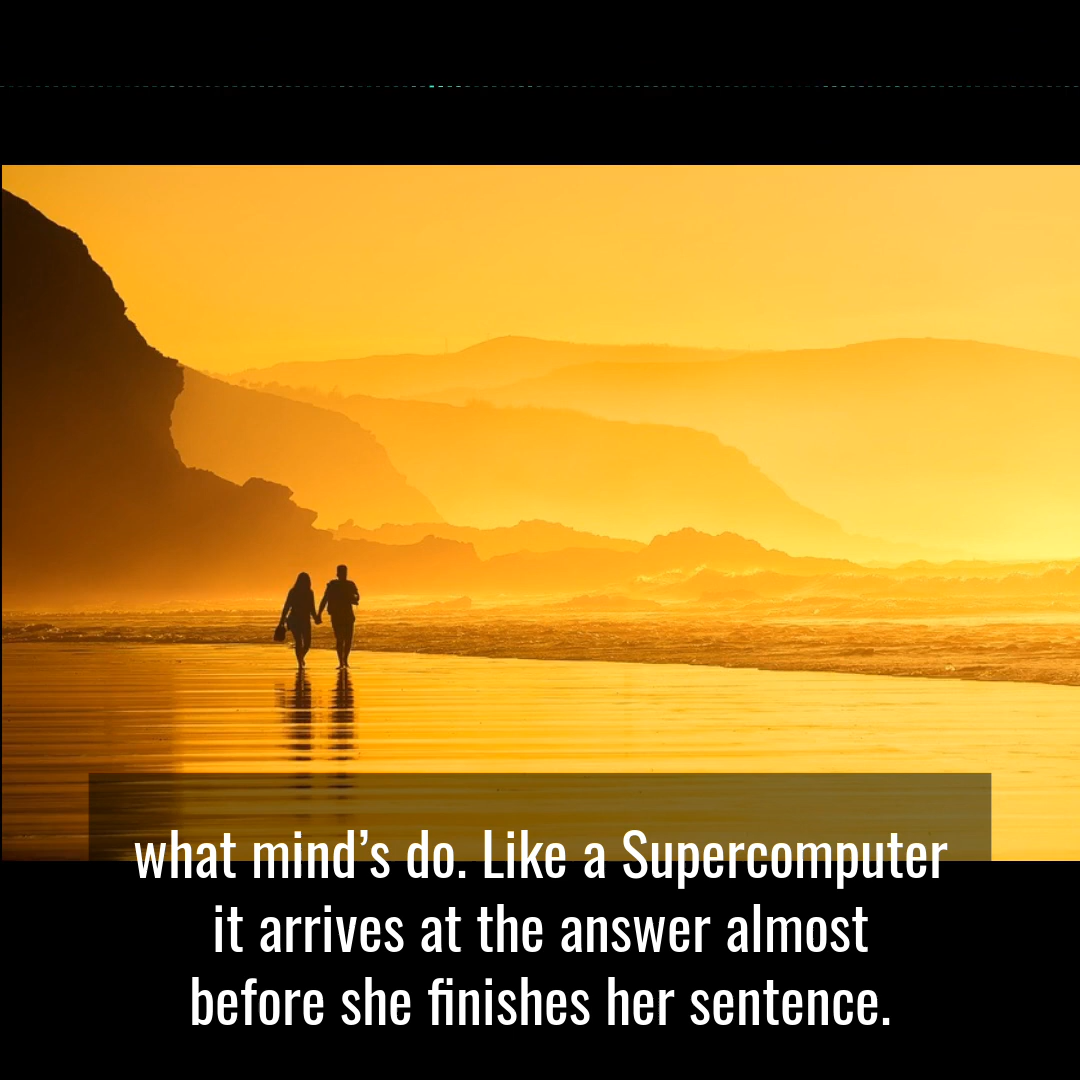 what mind’s do. Like a Supercomputer
it arrives at the answer almost
before she finishes her sentence.